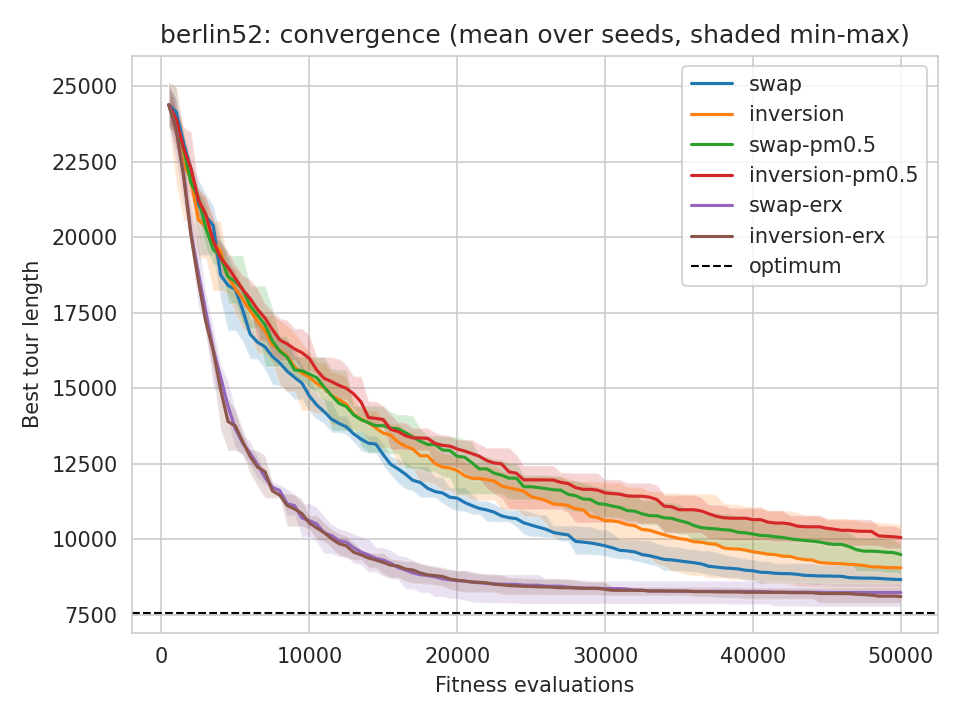 berlin52: convergence (mean over seeds, shaded min-max)
25000
22500
20000
17500
15000
12500
10000
7500
Best tour length
swap
inversion
swap-pm0.5
inversion-pm0.5
swap-erx
inversion-erx
optimum
0 10000 20000 30000 40000 50000
Fitness evaluations